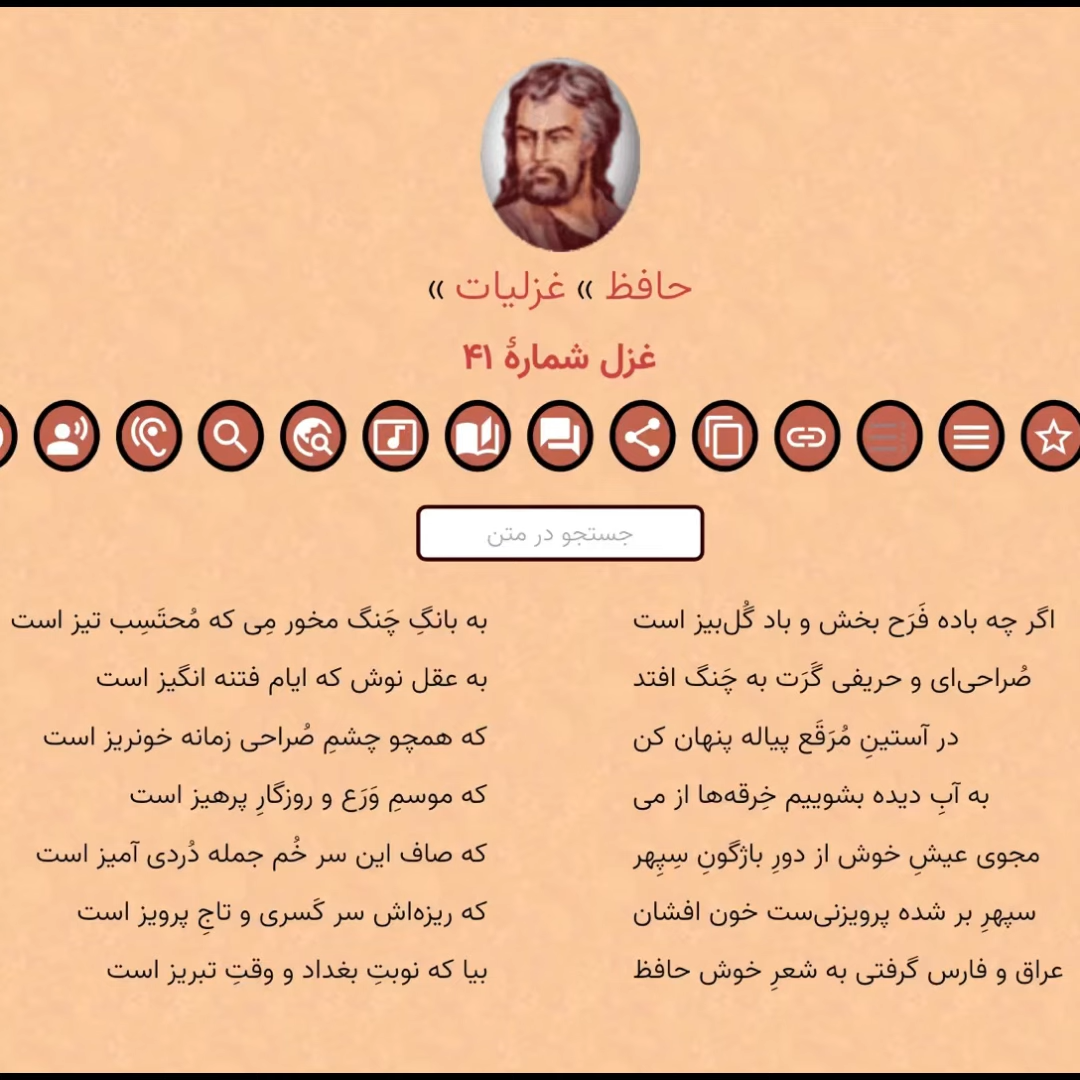 حافظ » غزلیات »
غزل شمارهٔ ۴۱
جستجو در متن
اگر چه باده فَرَح بخش و باد گُل‌بیز است
به بانگِ چَنگ مخور مِی که مُحتَسِب تیز است
صُراحی‌ای و حریفی گَرَت به چَنگ افتد
به عقل نوش که ایام فتنه انگیز است
در آستینِ مُرَقَع پیاله پنهان کن
که همچو چشمِ صُراحی زمانه خونریز است
به آبِ دیده بشوییم خِرقه‌ها از می
که موسمِ وَرَع و روزگارِ پرهیز است
مجوی عیشِ خوش از دورِ باژگونِ سِپِهر
که صاف این سر خُم جمله دُردی آمیز است
سپهرِ بر شده پرویزنی‌ست خون افشان
که ریزه‌اش سر کَسری و تاجِ پرویز است
عراق و فارس گرفتی به شعرِ خوش حافظ
بیا که نوبتِ بغداد و وقتِ تبریز است